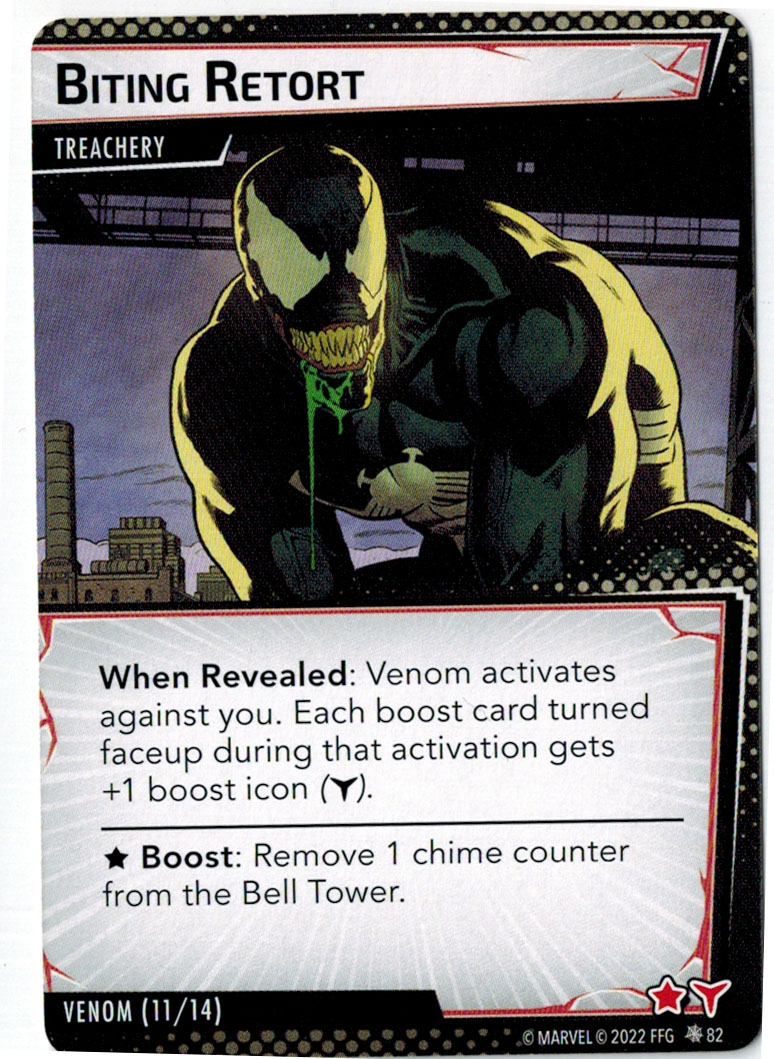 BITING RETORT
TREACHERY
When Revealed: Venom activates
against you. Each boost card turned
faceup during that activation gets
+1 boost icon ( ).
★ Boost: Remove 1 chime counter
from the Bell Tower.
VENOM (11/14)
© MARVEL © 2022 FFG 82